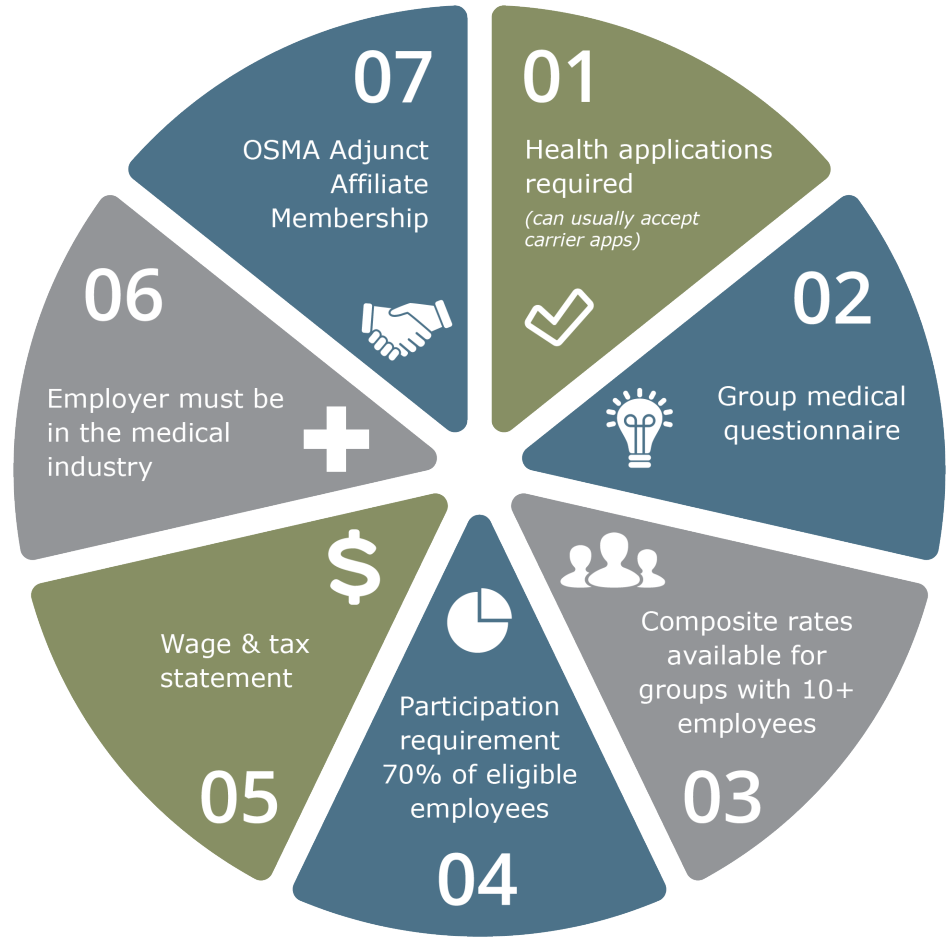 01
Health applications
required
(can usually accept
carrier apps)
02
Group medical
questionnaire
Composite rates
available for
groups with 10+
employees
03
Participation
requirement
70% of eligible
employees
04
Wage & tax
statement
05
06
Employer must be
in the medical
industry
07
OSMA Adjunct
Affiliate
Membership